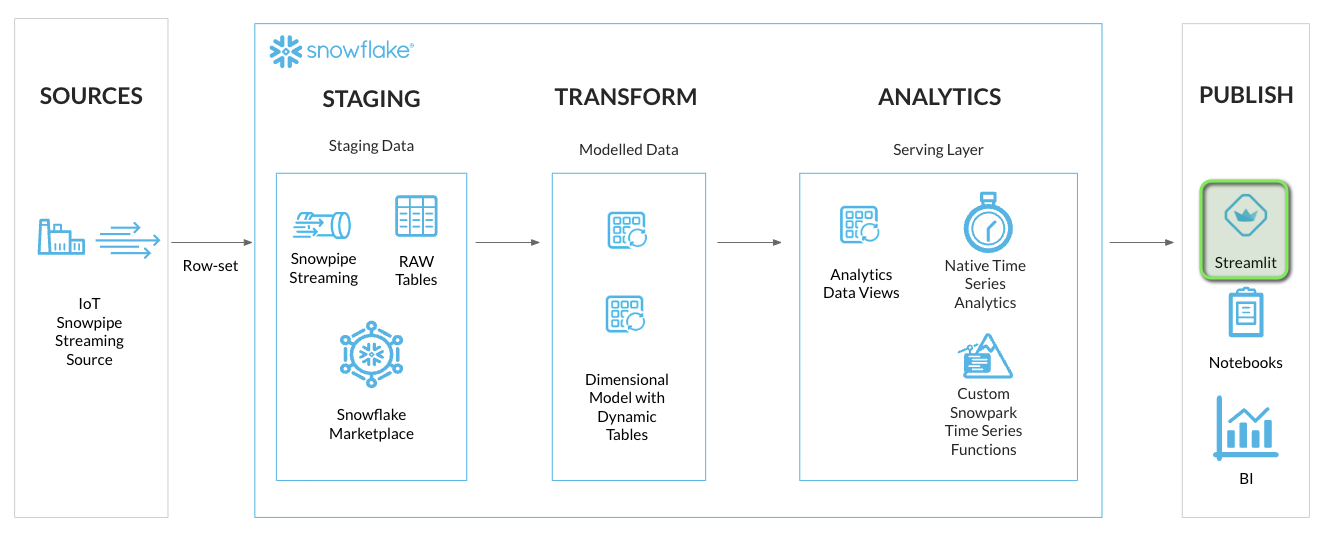 SOURCES
IoT
Snowpipe
Streaming
Source
Row-set
snowflake®
STAGING
Staging Data
Snowpipe
Streaming
RAW
Tables
Snowflake
Marketplace
TRANSFORM
Modelled Data
Dimensional
Model with
Dynamic
Tables
ANALYTICS
Serving Layer
Analytics
Data Views
Native Time
Series
Analytics
Custom
Snowpark
Time Series
Functions
PUBLISH
Streamlit
Notebooks
BI